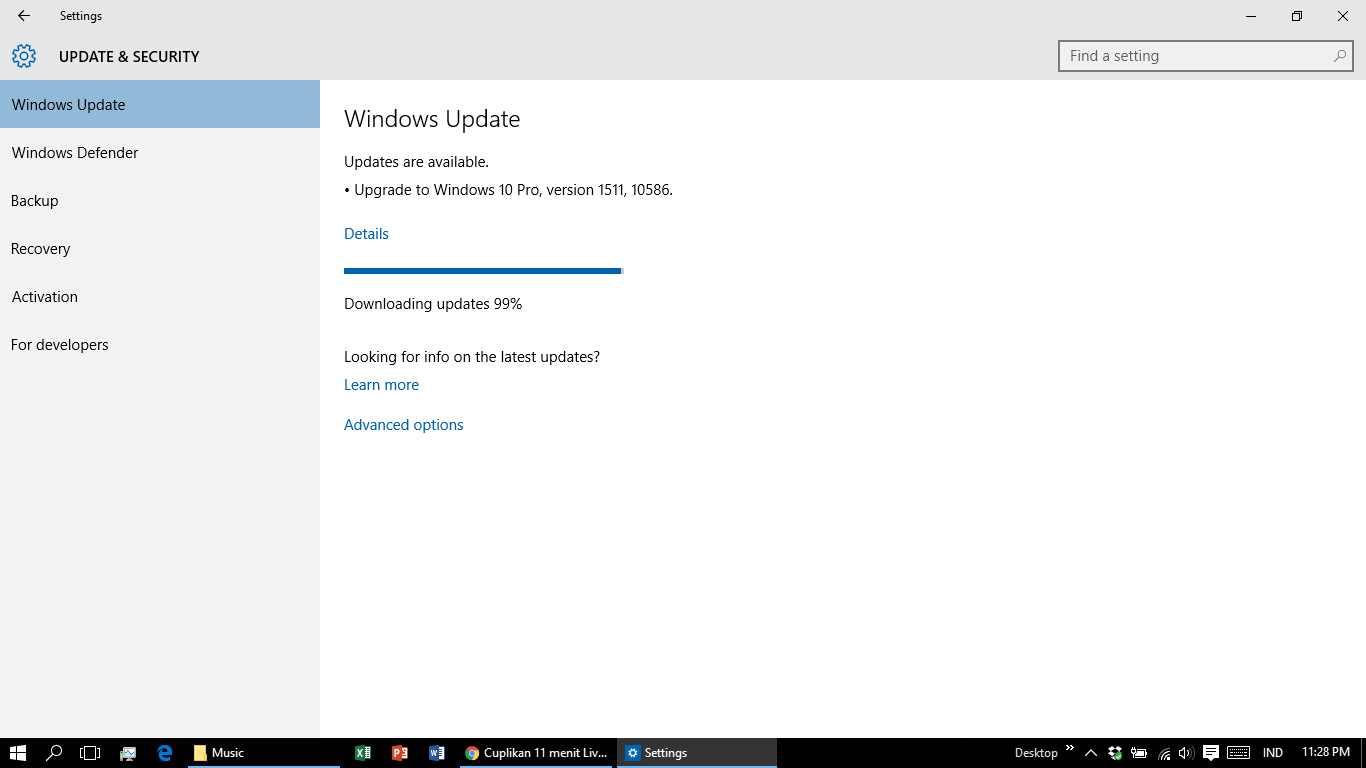 Settings
UPDATE & SECURITY
Find a setting
Windows Update
Windows Defender
Backup
Recovery
Activation
For developers
Windows Update
Updates are available.
• Upgrade to Windows 10 Pro, version 1511, 10586.
Details
Downloading updates 99%
Looking for info on the latest updates?
Learn more
Advanced options
Music
Cuplikan 11 menit Liv...
Settings
Desktop
IND
11:28 PM